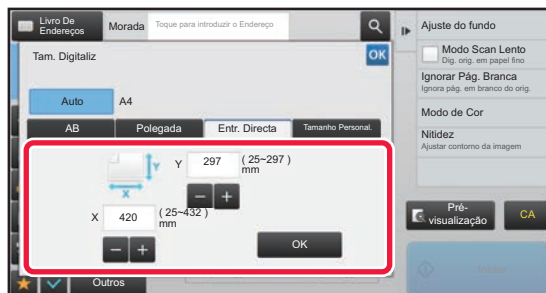 Livro De
Endereços
Morada
Toque para introduzir o Endereço
Tam. Digitaliz
OK
Auto
A4
AB
Polegada
Entr. Directa
Tamanho Personal.
Y
Y
297
( 25~297 )
mm
X
X
420
( 25~432 )
mm
OK
Outros
Ajuste do fundo
Modo Scan Lento
Dig. orig. em papel fino
Ignorar Pág. Branca
Ignora pág. em branco do orig.
Modo de Cor
Nitidez
Ajustar contorno da imagem
Pré-
visualização
CA